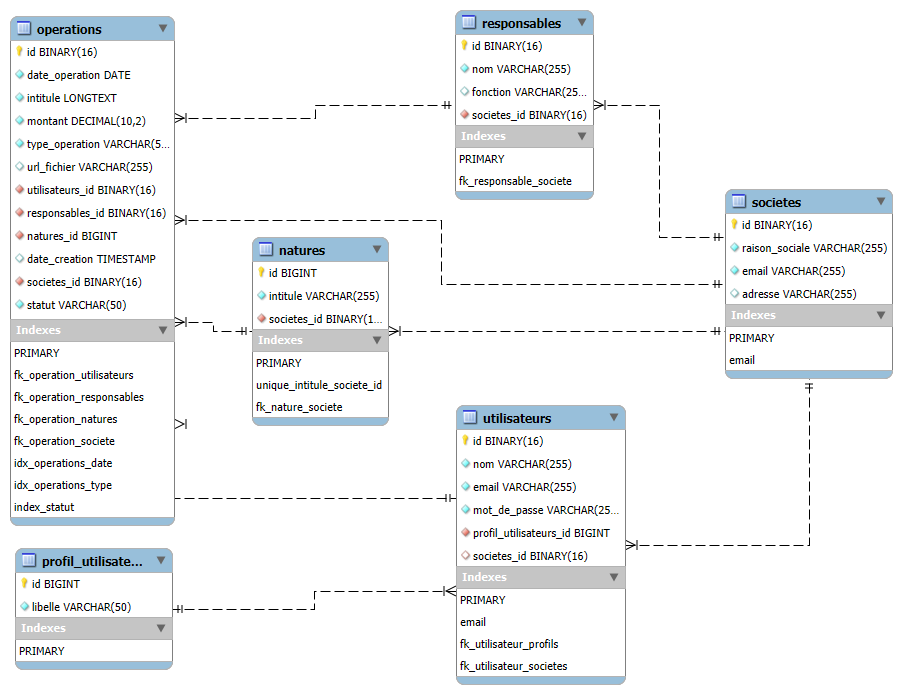 operations
id BINARY(16)
date_operation DATE
intitule LONGTEXT
montant DECIMAL(10,2)
type_operation VARCHAR(5...
url_fichier VARCHAR(255)
utilisateurs_id BINARY(16)
responsables_id BINARY(16)
natures_id BIGINT
date_creation TIMESTAMP
societes_id BINARY(16)
statut VARCHAR(50)
Indexes
PRIMARY
fk_operation_utilisateurs
fk_operation_responsables
fk_operation_natures
fk_operation_societe
idx_operations_date
idx_operations_type
index_statut
responsables
id BINARY(16)
nom VARCHAR(255)
fonction VARCHAR(25...
societes_id BINARY(16)
Indexes
PRIMARY
fk_responsable_societe
natures
id BIGINT
intitule VARCHAR(255)
societes_id BINARY(1...
Indexes
PRIMARY
unique_intitule_societe_id
fk_nature_societe
societes
id BINARY(16)
raison_sociale VARCHAR(255)
email VARCHAR(255)
adresse VARCHAR(255)
Indexes
PRIMARY
email
utilisateurs
id BINARY(16)
nom VARCHAR(255)
email VARCHAR(255)
mot_de_passe VARCHAR(25...
profil_utilisateurs_id BIGINT
societes_id BINARY(16)
Indexes
PRIMARY
email
fk_utilisateur_profils
fk_utilisateur_societes
profil_utilisate...
id BIGINT
libelle VARCHAR(50)
Indexes
PRIMARY